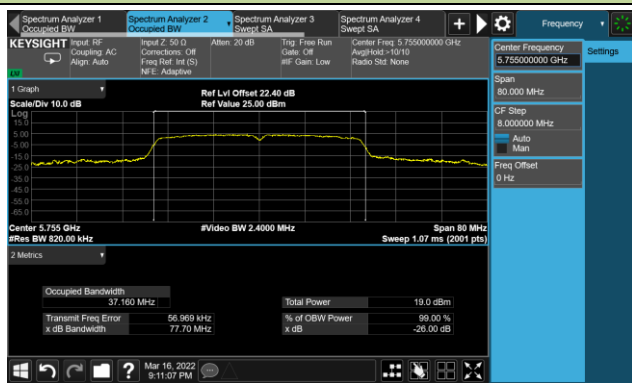 Spectrum Analyzer 1
Occupied BW
Spectrum Analyzer 2
Occupied BW
Spectrum Analyzer 3
Swept SA
Spectrum Analyzer 4
Swept SA
+
Frequency
KEYSIGHT
Input: RF
Coupling: AC
Align: Auto
Input Z: 50 Ω
Corrections: Off
Freq Ref: Int (S)
NFE: Adaptive
Atten: 20 dB
Trig: Free Run
Gate: Off
#IF Gain: Low
Center Freq: 5.755000000 GHz
Avg|Hold:>10/10
Radio Std: None
Center Frequency
5.755000000 GHz
Settings
Span
80.000 MHz
CF Step
8.000000 MHz
Auto
Man
Freq Offset
0 Hz
1 Graph
Scale/Div 10.0 dB
Ref Lvl Offset 22.40 dB
Ref Value 25.00 dBm
Log
15.0
5.00
-5.00
-15.0
-25.0
-35.0
-45.0
-55.0
-65.0
Center 5.755 GHz
#Video BW 2.4000 MHz
Span 80 MHz
#Res BW 820.00 kHz
Sweep 1.07 ms (2001 pts)
2 Metrics
Occupied Bandwidth
37.160 MHz
Total Power
19.0 dBm
Transmit Freq Error
56.969 kHz
% of OBW Power
99.00 %
x dB Bandwidth
77.70 MHz
x dB
-26.00 dB
?
Mar 16, 2022
9:11:07 PM